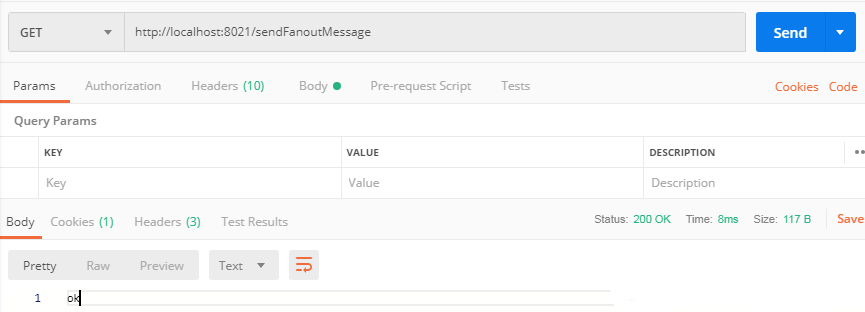 GET http://localhost:8021/sendFanoutMessage Send
Params Authorization Headers (10) Body Pre-request Script Tests Cookies Code
Query Params
KEY VALUE DESCRIPTION
Key Value Description
Body Cookies (1) Headers (3) Test Results Status: 200 OK Time: 8ms Size: 117 B Save
Pretty Raw Preview Text
1 ok